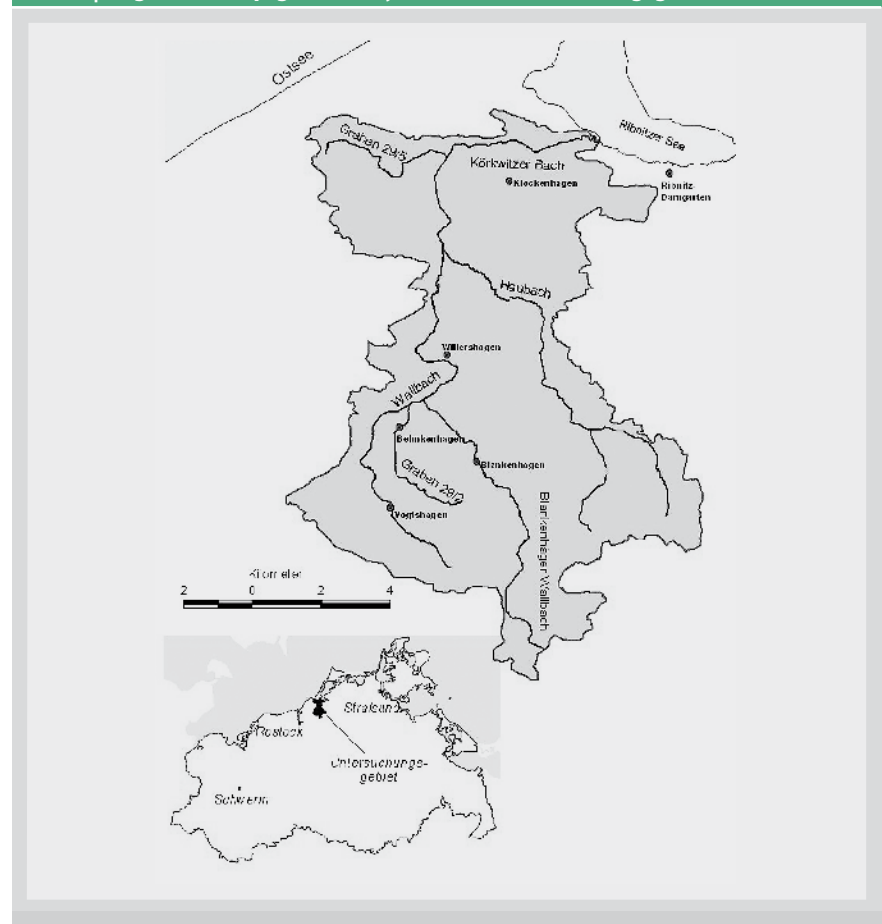 Ostsee
Ribnitzer See
Graben 29/5
Körkwitzer Bach
Klockenhagen
Ribnitz-
Damgarten
Haubach
Willershagen
Wallbach
Behnkenhagen
Blankenhagen
Graben 29/2
Vogtshagen
Blankenhäger Wallbach
Kilometer
2 0 2 4
Stralsund
Rostock
Untersuchungs-
gebiet
Schwerin